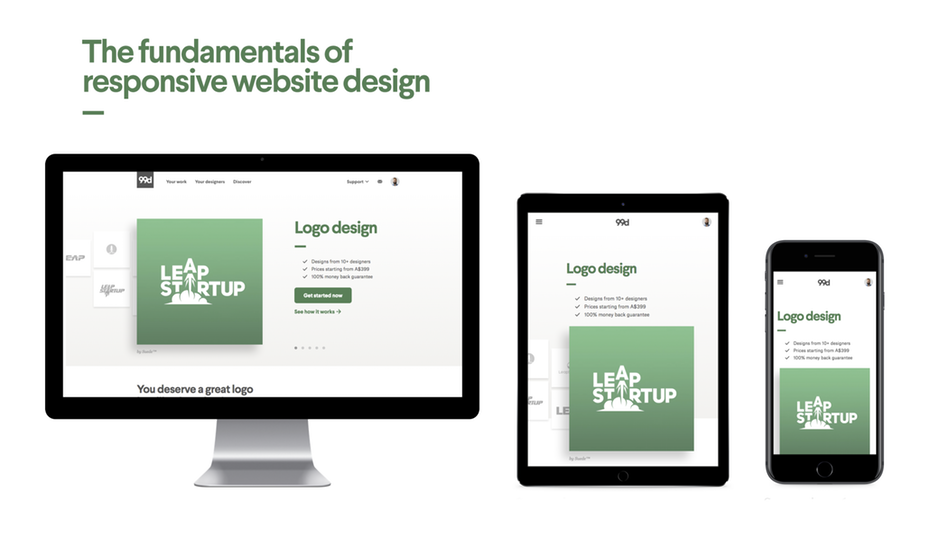 The fundamentals of
responsive website design
99d
Your work
Your designers
Discover
Support
EAP
LEAP
STARTUP
LEAP
STARTUP
Logo design
Designs from 10+ designers
Prices starting from A$399
100% money back guarantee
Get started now
See how it works →
You deserve a great logo
99d
Logo design
Designs from 10+ designers
Prices starting from A$399
100% money back guarantee
LEAP
STARTUP
99d
Logo design
Designs from 10+ designers
Prices starting from A$399
100% money back guarantee
LEAP
STARTUP